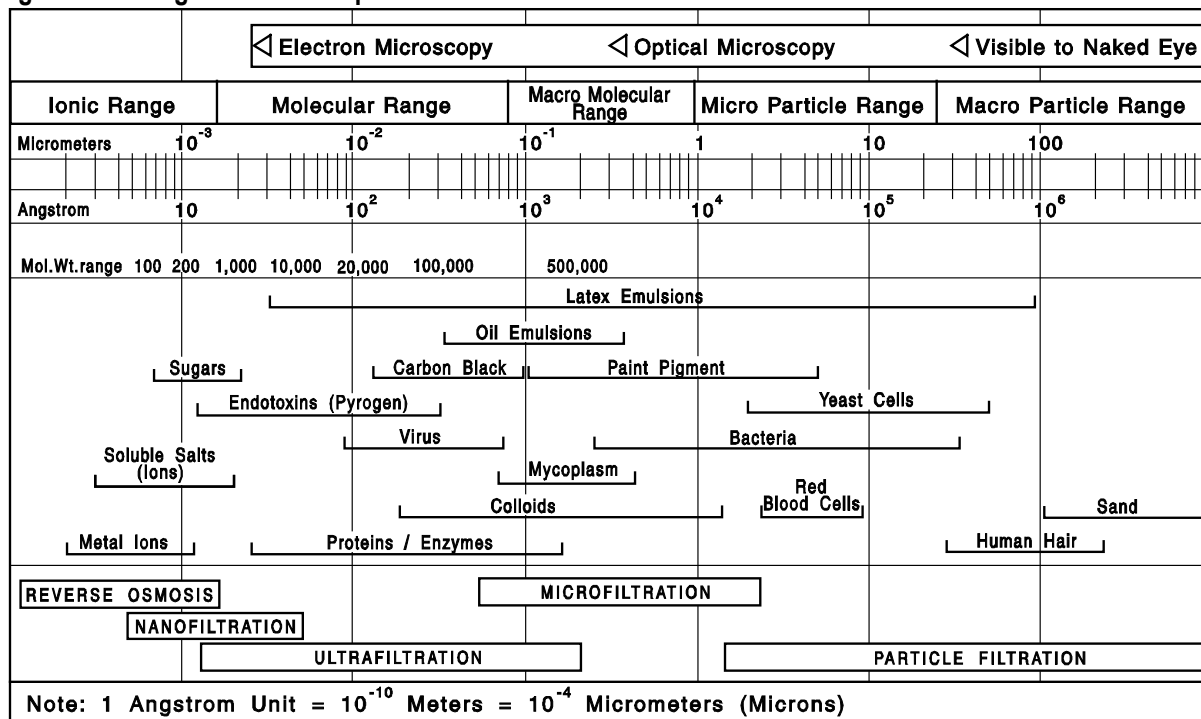 Electron Microscopy Optical Microscopy Visible to Naked Eye
Ionic Range Molecular Range Macro Molecular Range Micro Particle Range Macro Particle Range
Micrometers 10⁻³ 10⁻² 10⁻¹ 1 10 100
Angstrom 10 10² 10³ 10⁴ 10⁵ 10⁶
Mol.Wt.range 100 200 1,000 10,000 20,000 100,000 500,000
Latex Emulsions
Oil Emulsions
Sugars Carbon Black Paint Pigment
Endotoxins (Pyrogen) Yeast Cells
Virus Bacteria
Soluble Salts
(Ions)
Mycoplasm
Red
Blood Cells
Colloids Sand
Metal Ions Proteins / Enzymes Human Hair
REVERSE OSMOSIS MICROFILTRATION
NANOFILTRATION
ULTRAFILTRATION PARTICLE FILTRATION
Note: 1 Angstrom Unit = 10⁻¹⁰ Meters = 10⁻⁴ Micrometers (Microns)